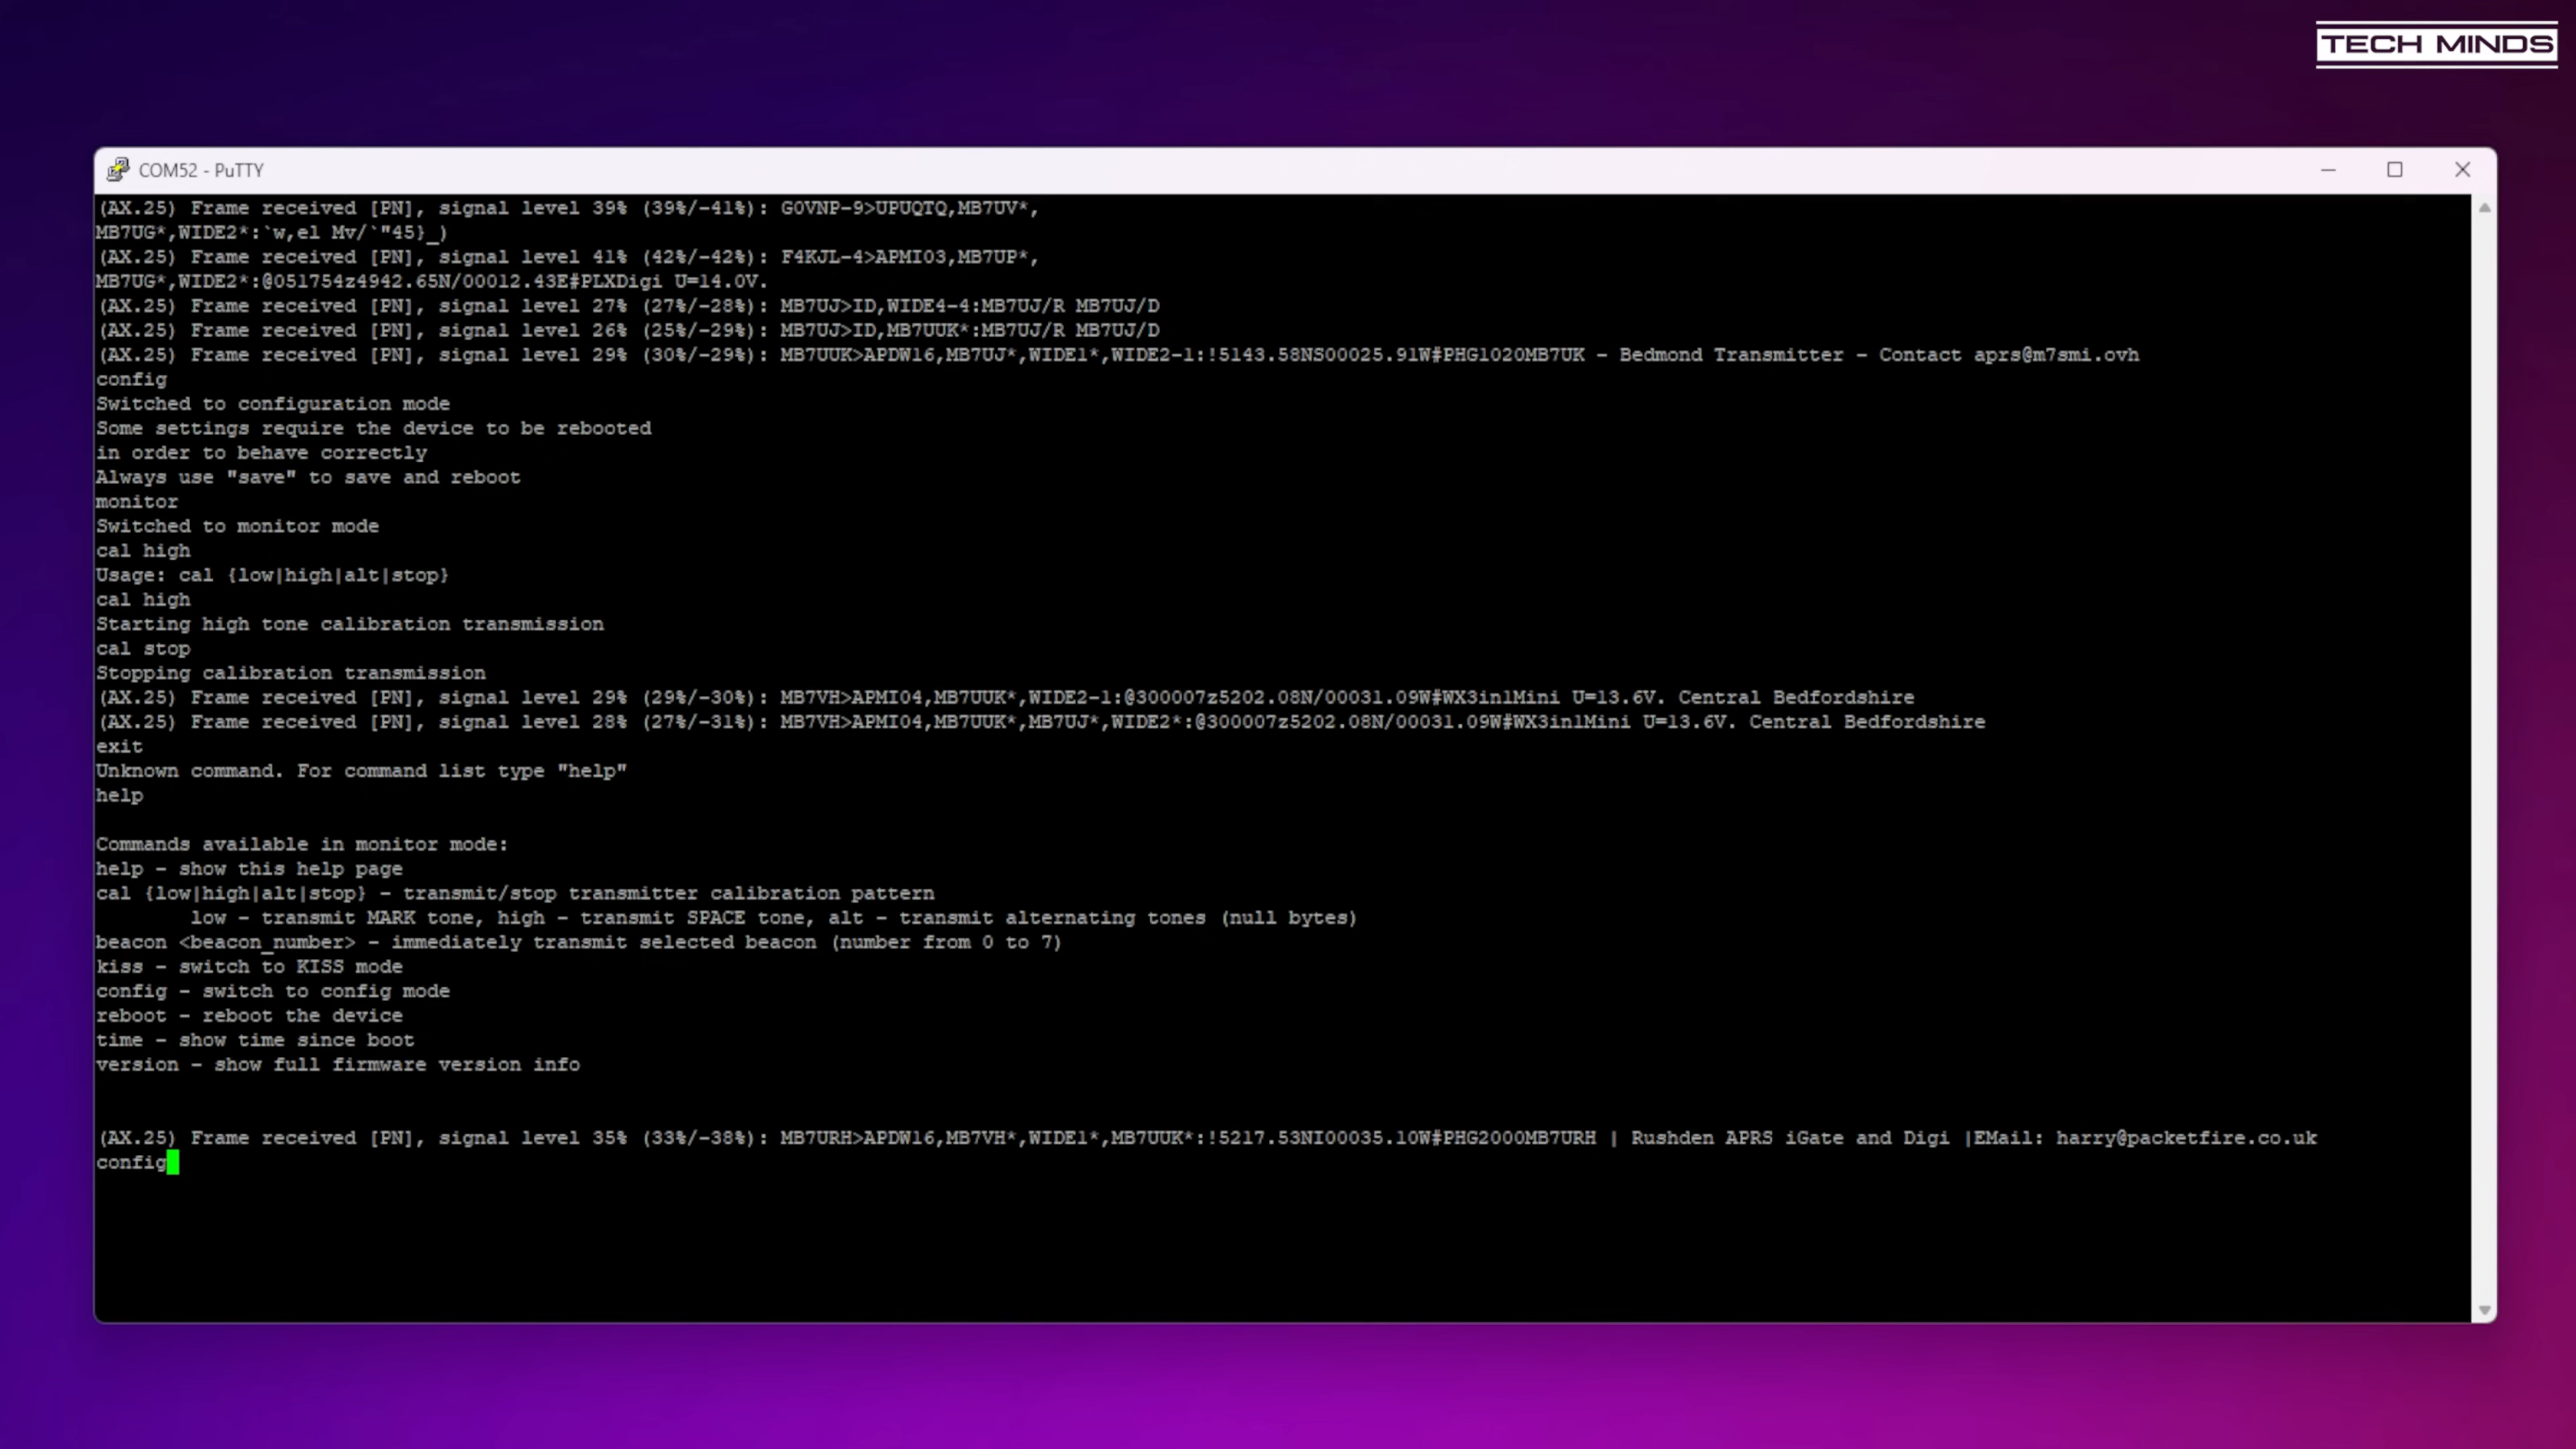 TECH MINDS
COM52 - PuTTY
(AX.25) Frame received [PN], signal level 39% (39%/-41%): G0VNP-9>UPUQTQ,MB7UV*,
MB7UG*,WIDE2*:`w,el Mv/`"45}_)
(AX.25) Frame received [PN], signal level 41% (42%/-42%): F4KJL-4>APMI03,MB7UP*,
MB7UG*,WIDE2*:@051754z4942.65N/00012.43E#PLXDigi U=14.0V.
(AX.25) Frame received [PN], signal level 27% (27%/-28%): MB7UJ>ID,WIDE4-4:MB7UJ/R MB7UJ/D
(AX.25) Frame received [PN], signal level 26% (25%/-29%): MB7UJ>ID,MB7UUK*:MB7UJ/R MB7UJ/D
(AX.25) Frame received [PN], signal level 29% (30%/-29%): MB7UUK>APDW16,MB7UJ*,WIDE1*,WIDE2-1:!5143.58NS00025.91W#PHG1020MB7UK - Bedmond Transmitter - Contact aprs@m7smi.ovh
config
Switched to configuration mode
Some settings require the device to be rebooted
in order to behave correctly
Always use "save" to save and reboot
monitor
Switched to monitor mode
cal high
Usage: cal {low|high|alt|stop}
cal high
Starting high tone calibration transmission
cal stop
Stopping calibration transmission
(AX.25) Frame received [PN], signal level 29% (29%/-30%): MB7VH>APMI04,MB7UUK*,WIDE2-1:@300007z5202.08N/00031.09W#WX3in1Mini U=13.6V. Central Bedfordshire
(AX.25) Frame received [PN], signal level 28% (27%/-31%): MB7VH>APMI04,MB7UUK*,MB7UJ*,WIDE2*:@300007z5202.08N/00031.09W#WX3in1Mini U=13.6V. Central Bedfordshire
exit
Unknown command. For command list type "help"
help
Commands available in monitor mode:
help - show this help page
cal {low|high|alt|stop} - transmit/stop transmitter calibration pattern
low - transmit MARK tone, high - transmit SPACE tone, alt - transmit alternating tones (null bytes)
beacon <beacon_number> - immediately transmit selected beacon (number from 0 to 7)
kiss - switch to KISS mode
config - switch to config mode
reboot - reboot the device
time - show time since boot
version - show full firmware version info
(AX.25) Frame received [PN], signal level 35% (33%/-38%): MB7URH>APDW16,MB7VH*,WIDE1*,MB7UUK*:!5217.53NI00035.10W#PHG2000MB7URH | Rushden APRS iGate and Digi |EMail: harry@packetfire.co.uk
config